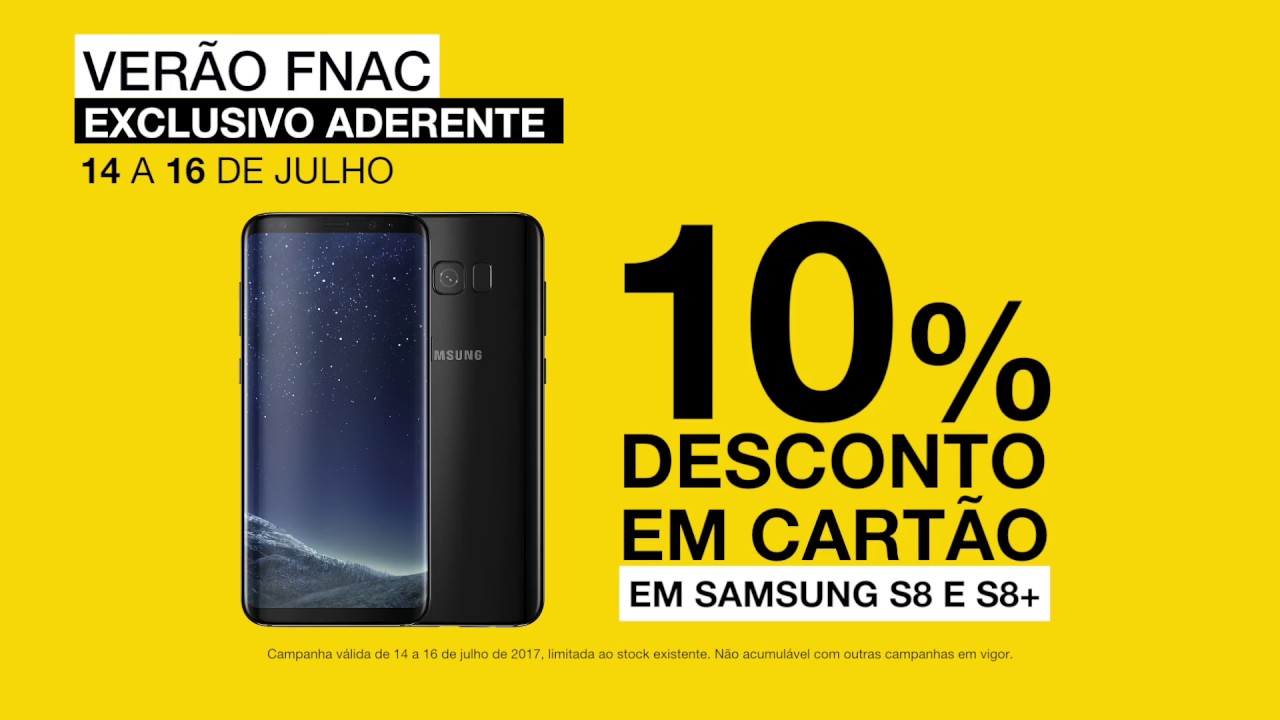 VERÃO FNAC
EXCLUSIVO ADERENTE
14 A 16 DE JULHO
MSUNG
10%
DESCONTO
EM CARTÃO
EM SAMSUNG S8 E S8+
Campanha válida de 14 a 16 de julho de 2017, limitada ao stock existente. Não acumulável com outras campanhas em vigor.